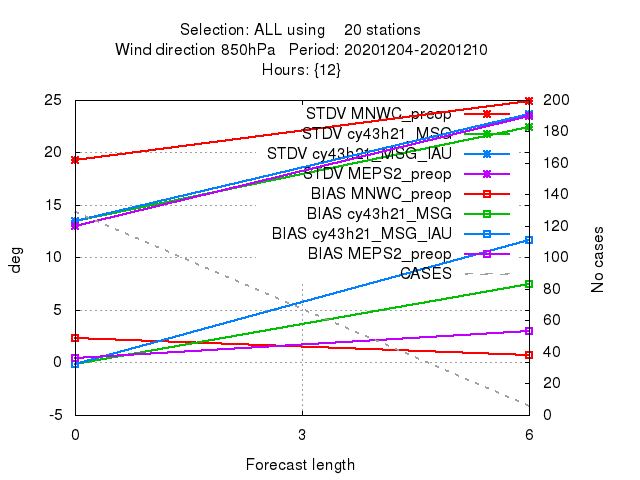 Selection: ALL using 20 stations
Wind direction 850hPa Period: 20201204-20201210
Hours: {12}
25 200
STDV MNWC_preop
STDV cy43h21_MSG 180
20 STDV cy43h21_MSG_IAU 160
STDV MEPS2_preop
BIAS MNWC_preop 140
15 BIAS cy43h21_MSG
BIAS cy43h21_MSG_IAU 120
10 BIAS MEPS2_preop 100
CASES
80
5
60
0 40
20
-5 0
0 3 6
deg
No cases
Forecast length